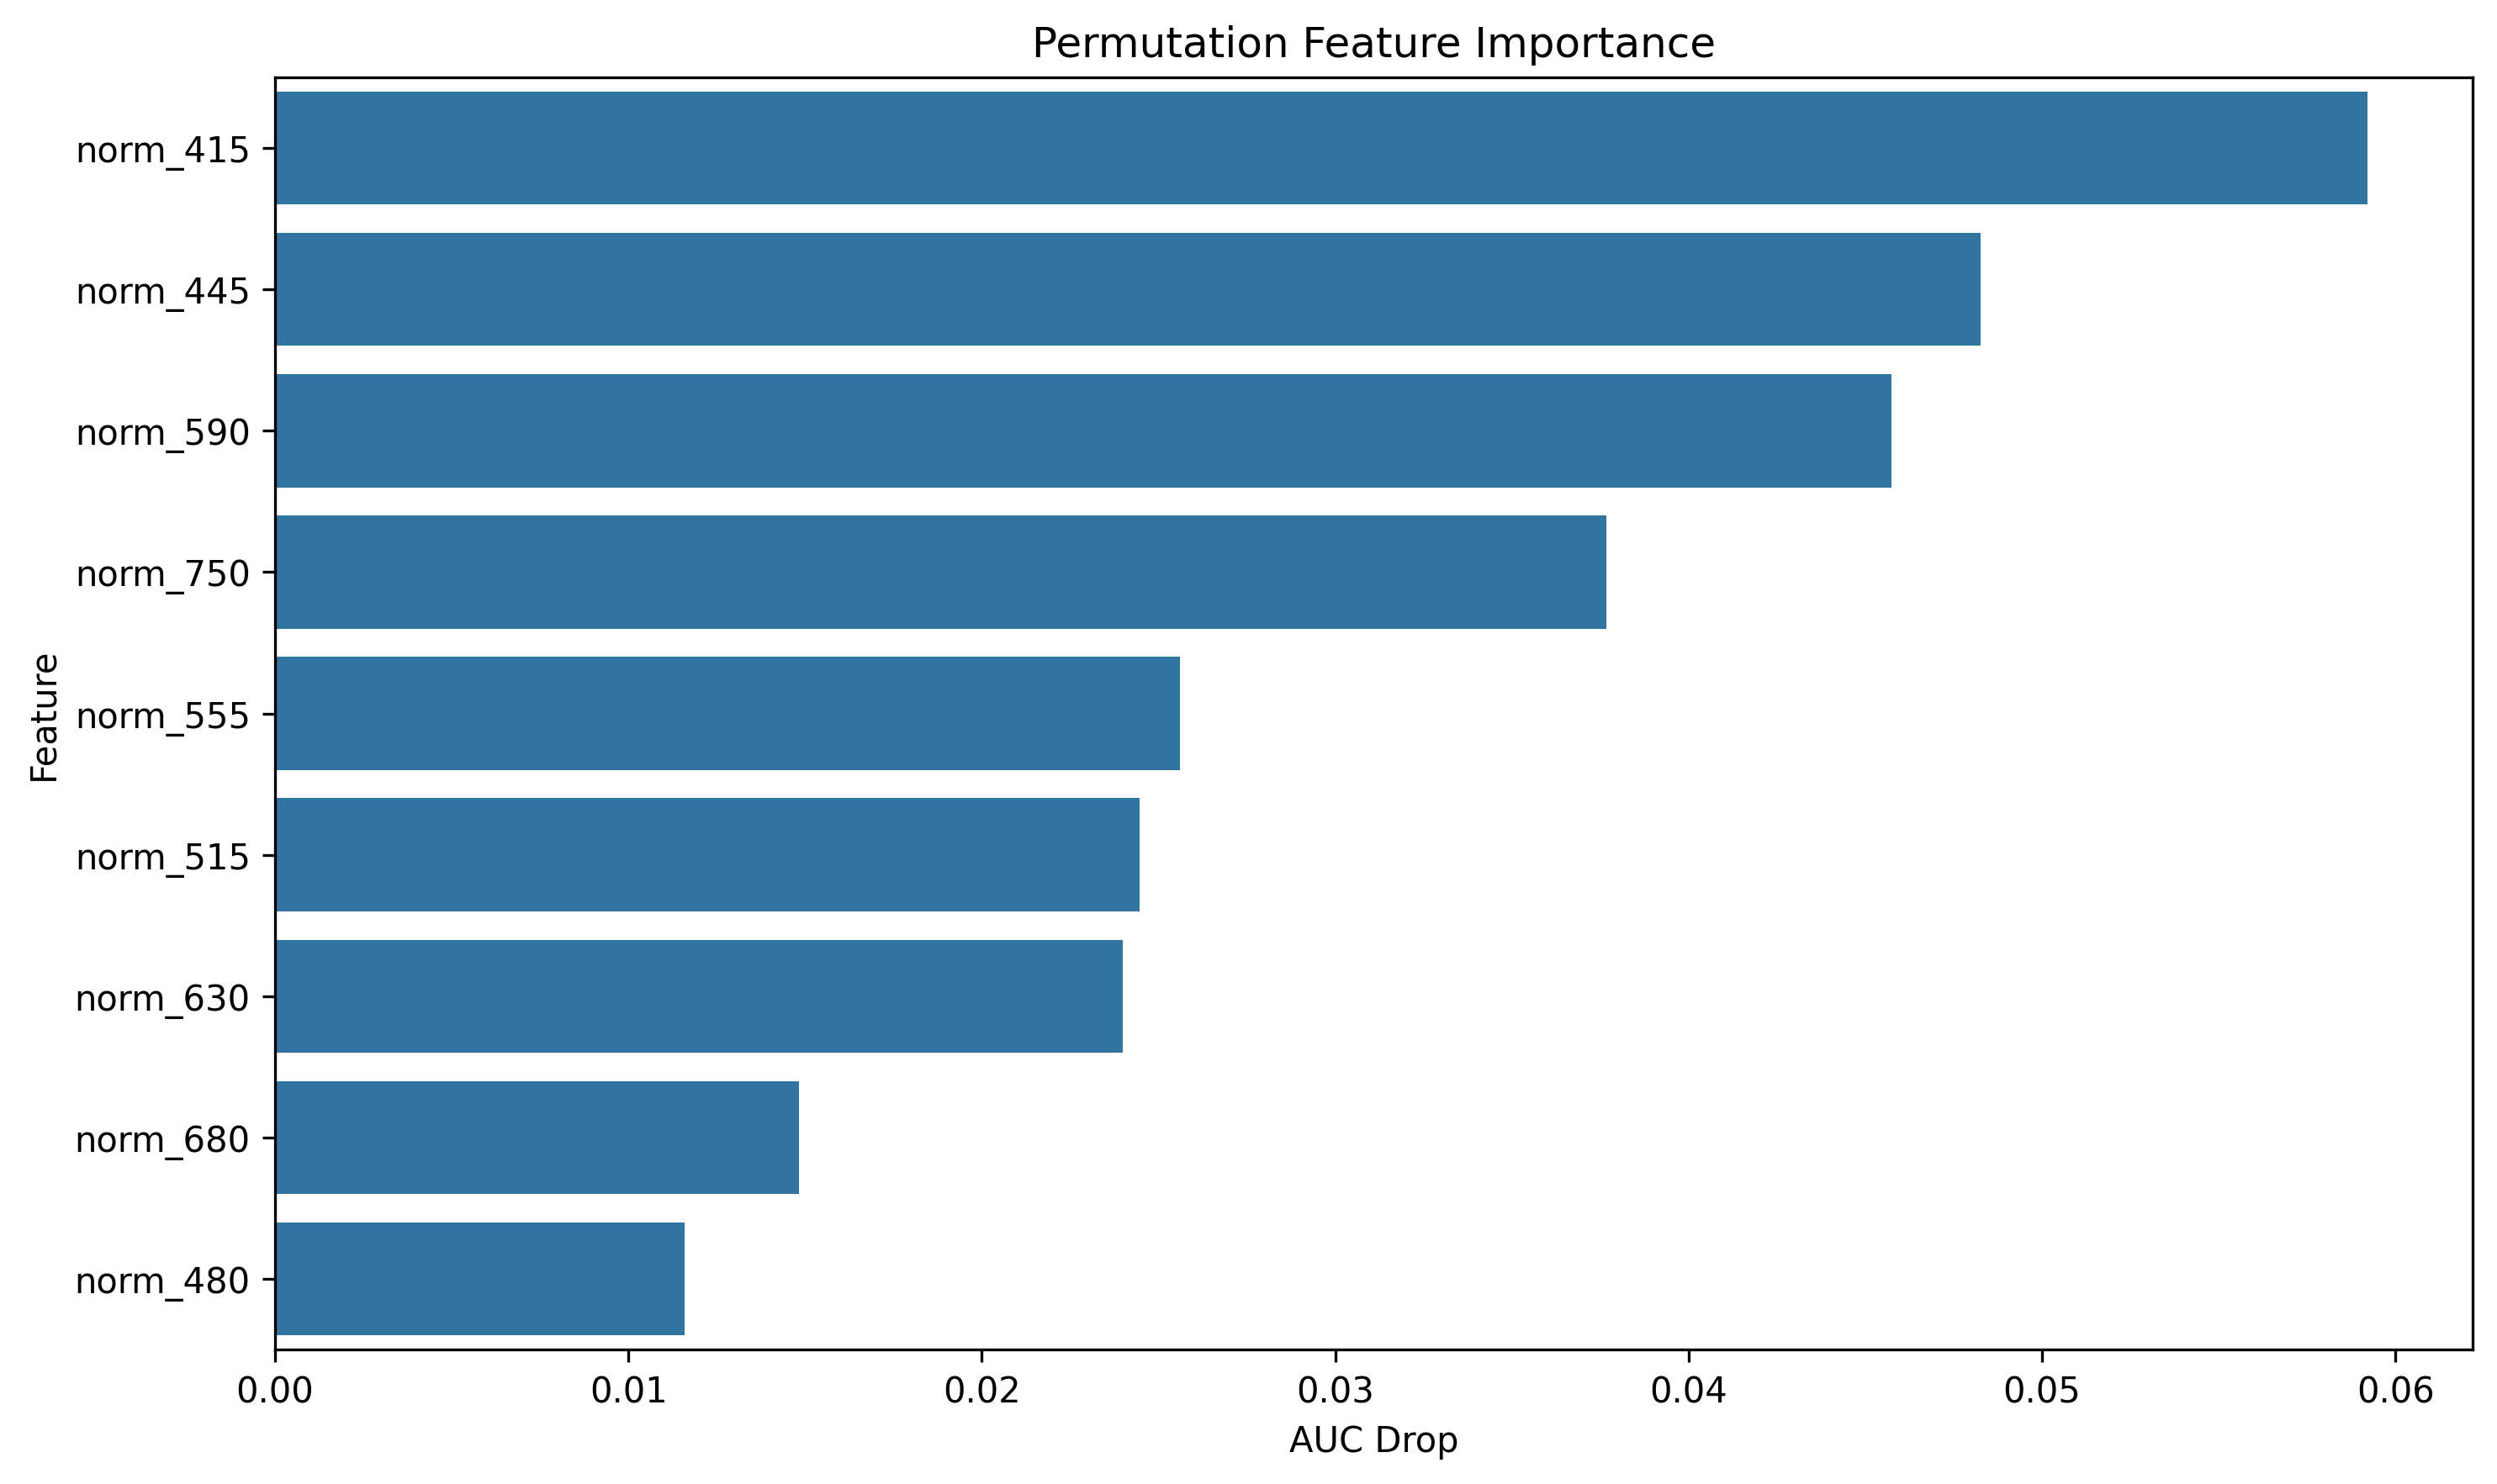 Permutation Feature Importance
Feature
norm_415
norm_445
norm_590
norm_750
norm_555
norm_515
norm_630
norm_680
norm_480
0.00 0.01 0.02 0.03 0.04 0.05 0.06
AUC Drop